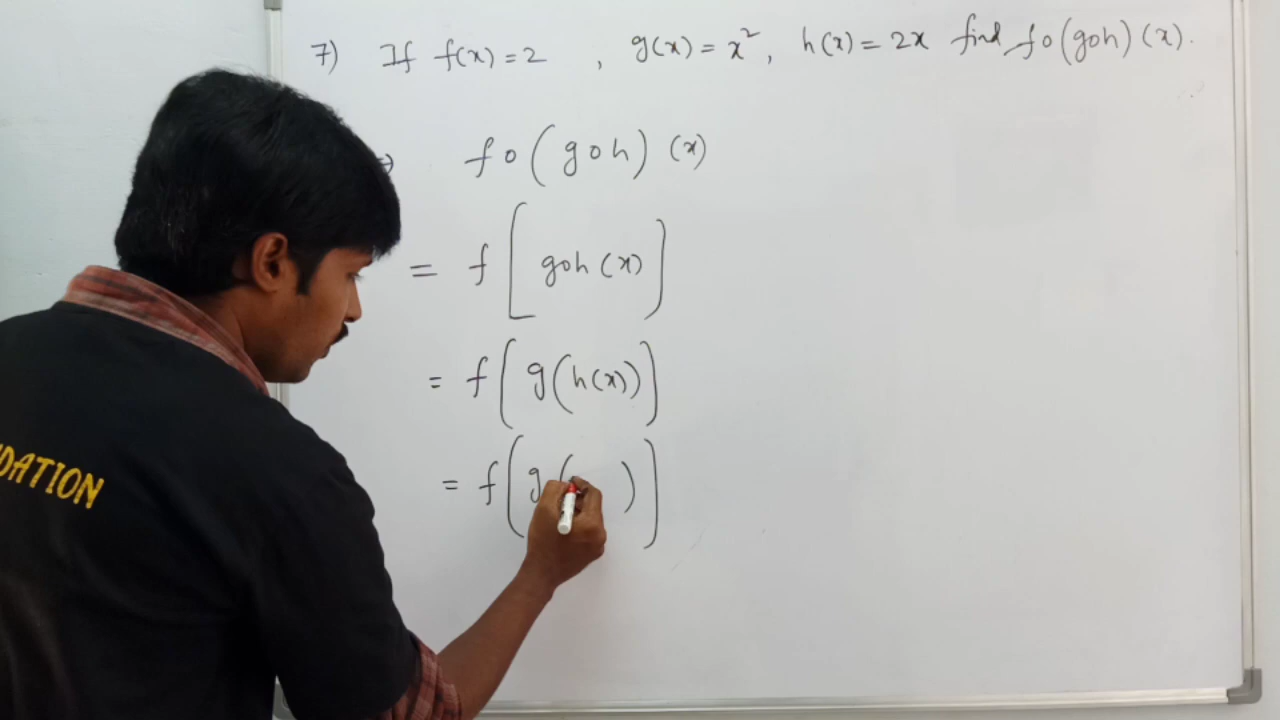 7) If f(x) = 2 , g(x) = x², h(x) = 2x find fo(goh)(x).
fo(goh)(x)
= f[goh(x)]
= f[g(h(x))]
= f[g( )]
DATION